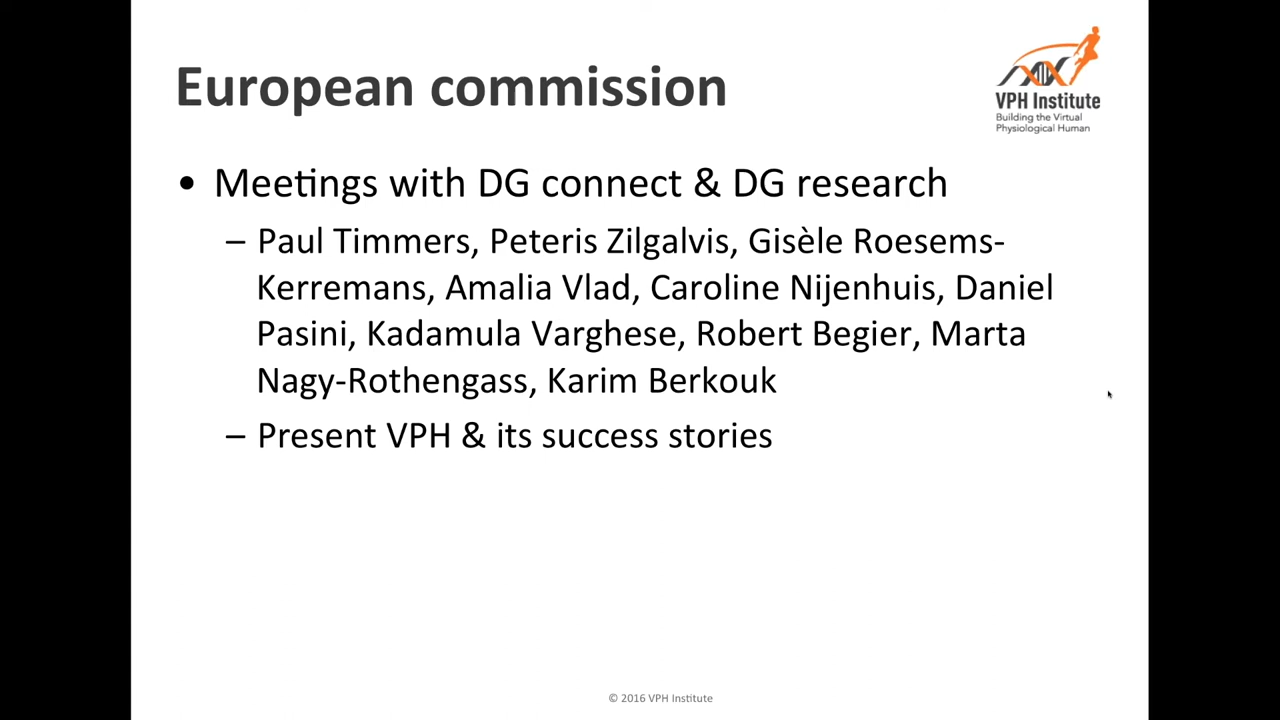 European commission
VPH Institute
Building the Virtual
Physiological Human
• Meetings with DG connect & DG research
– Paul Timmers, Peteris Zilgalvis, Gisèle Roesems-
Kerremans, Amalia Vlad, Caroline Nijenhuis, Daniel
Pasini, Kadamula Varghese, Robert Begier, Marta
Nagy-Rothengass, Karim Berkouk
– Present VPH & its success stories
© 2016 VPH Institute